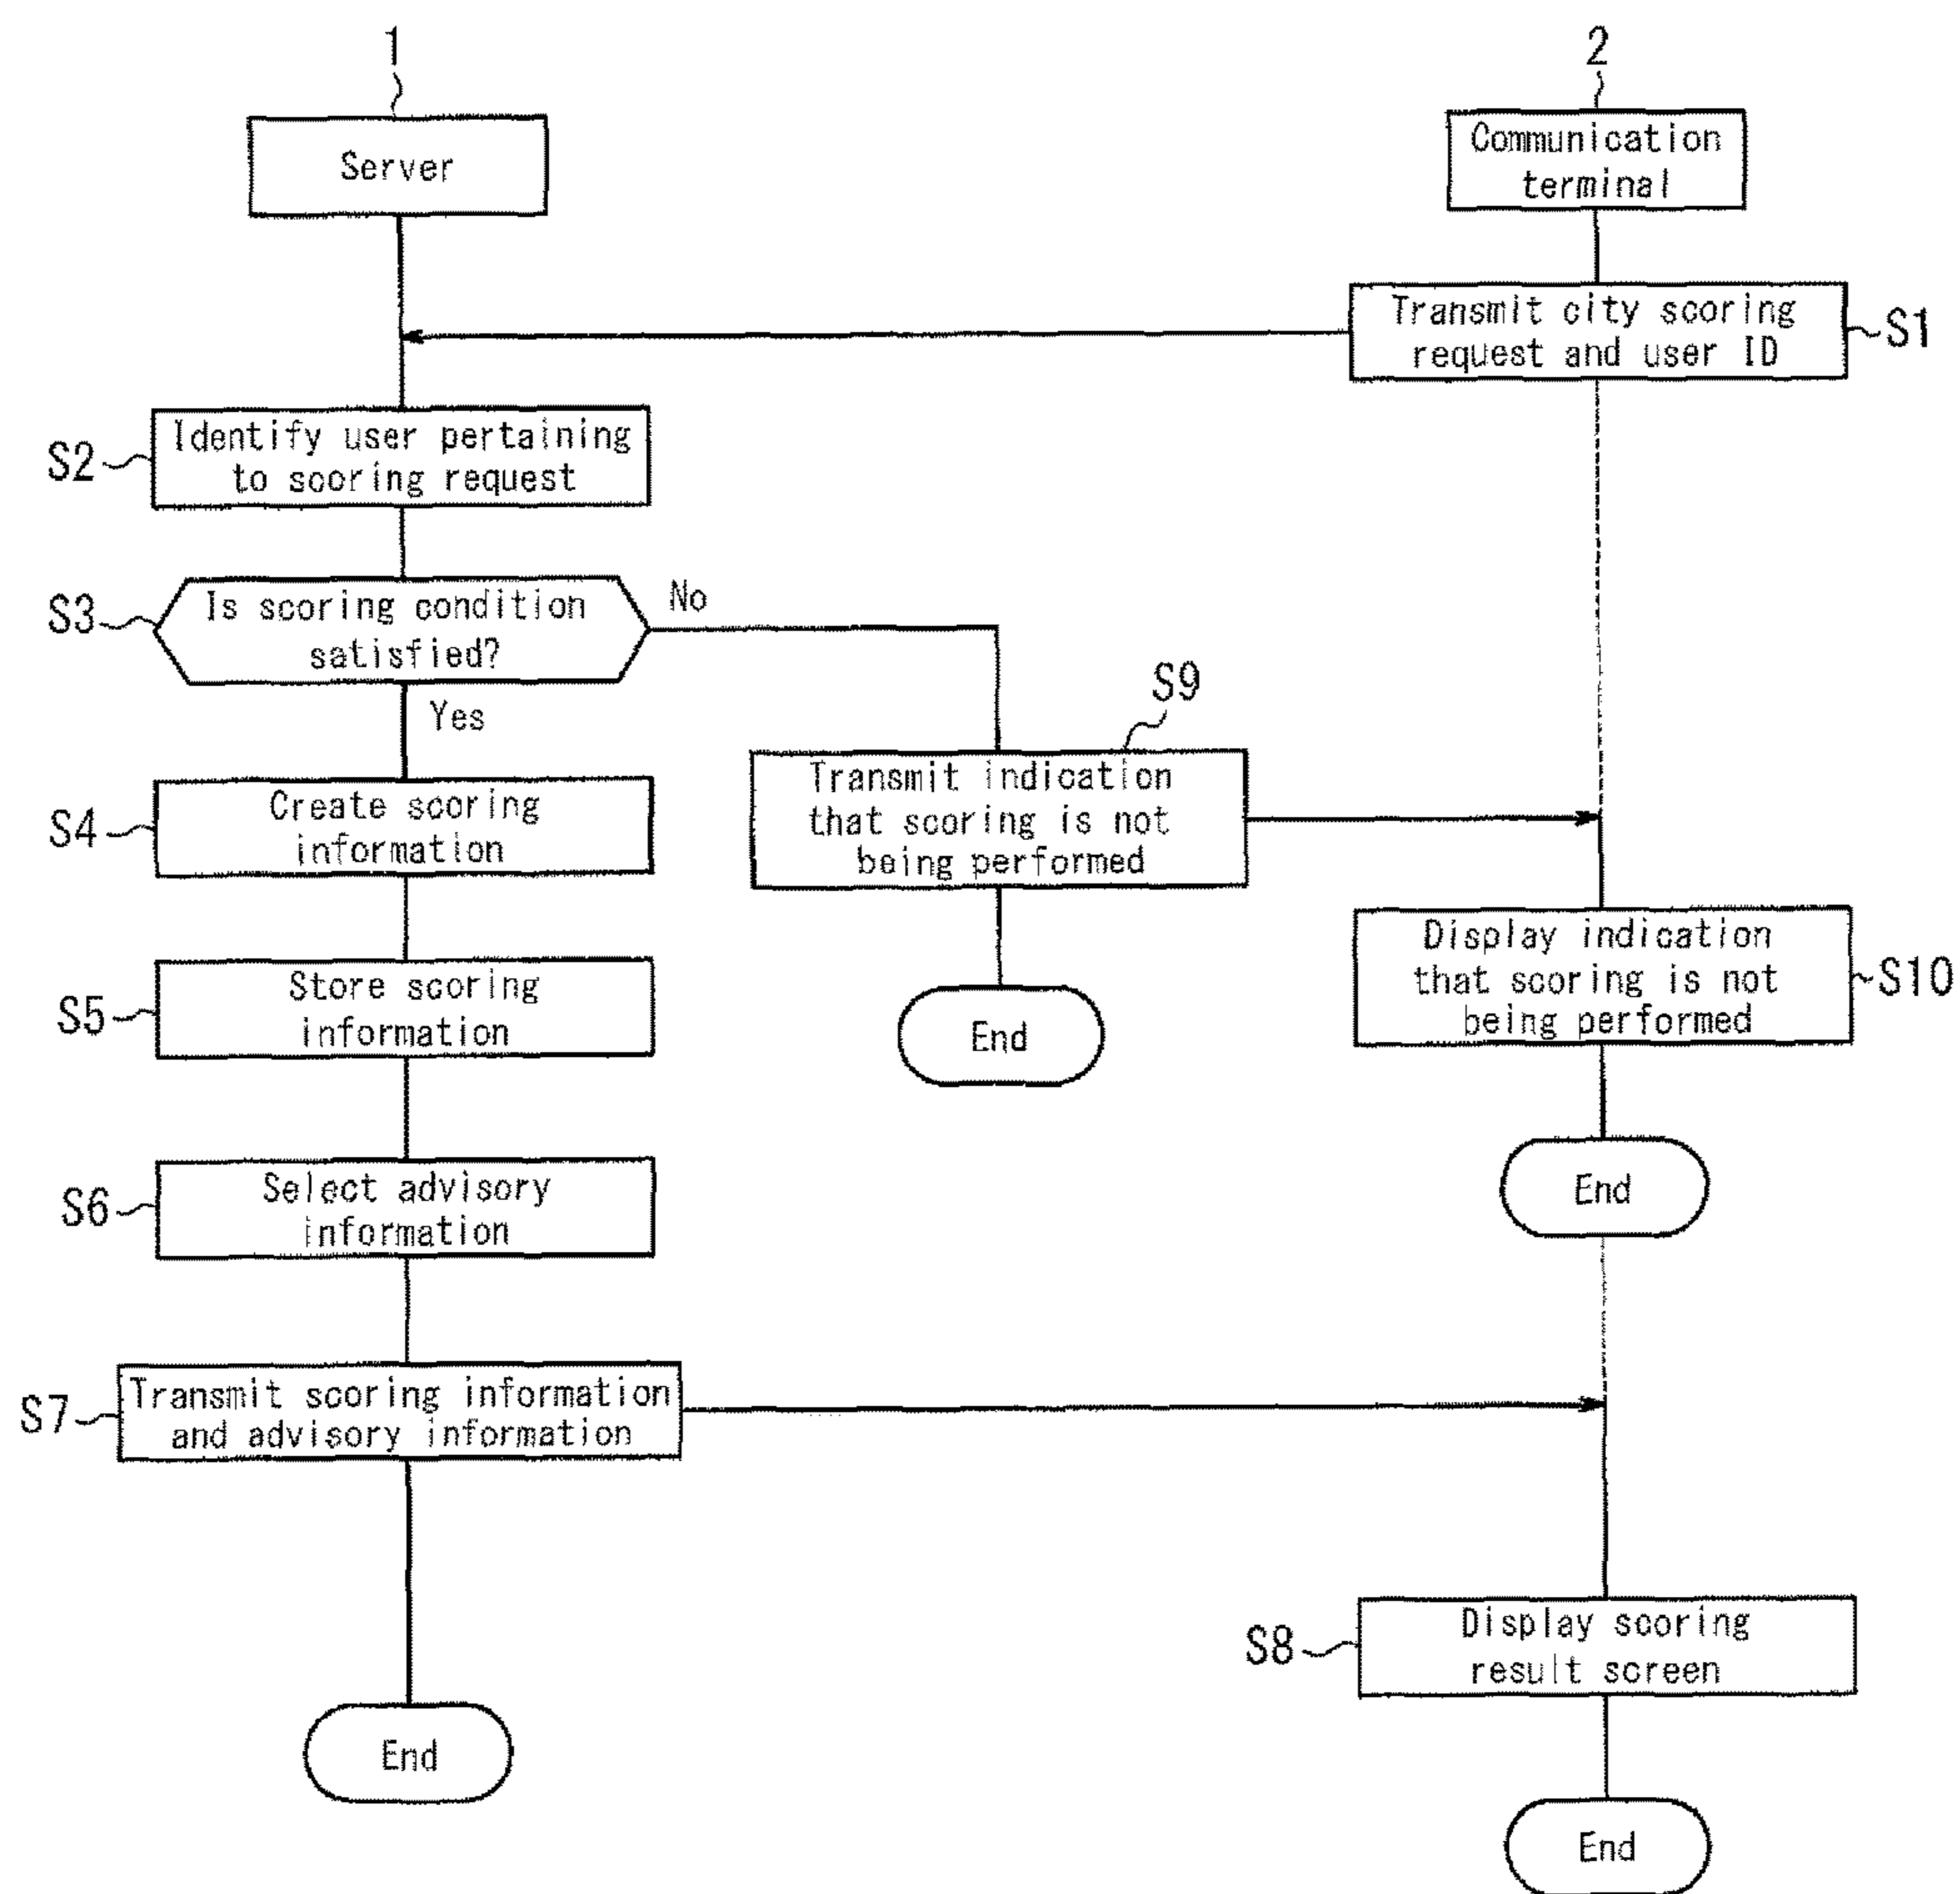 1
2
Server
Communication
terminal
Transmit city scoring
request and user ID
S1
S2
Identify user pertaining
to scoring request
S3
Is scoring condition
satisfied?
No
Yes
S9
Transmit indication
that scoring is not
being performed
S4
Create scoring
information
Display indication
that scoring is not
being performed
S10
S5
Store scoring
information
End
End
S6
Select advisory
information
S7
Transmit scoring information
and advisory information
S8
Display scoring
result screen
End
End